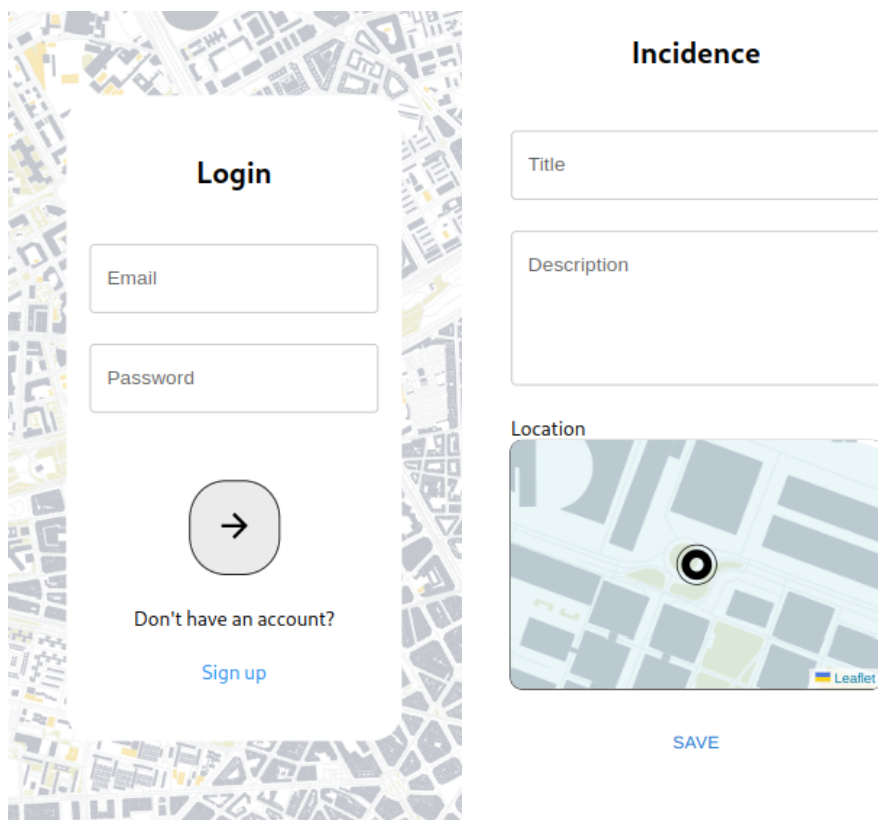 Login
Email
Password
Don't have an account?
Sign up
Incidence
Title
Description
Location
Leaflet
SAVE